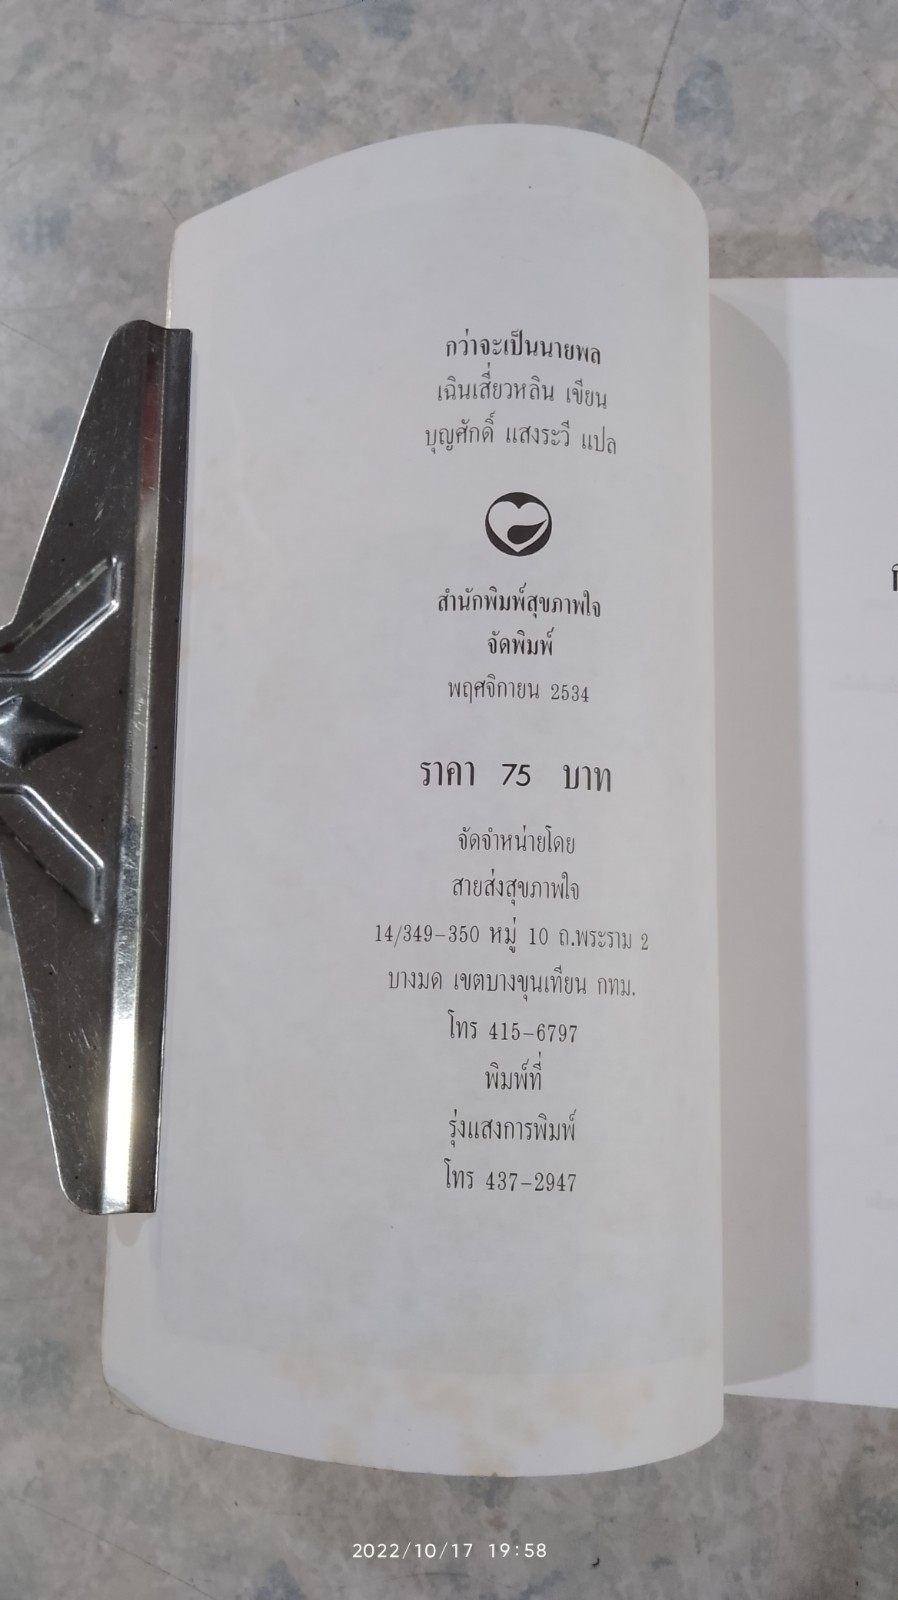 กว่าจะเป็นนายพล
เฉินเสี่ยวหลิน เขียน
บุญศักดิ์ แสงระวี แปล
สำนักพิมพ์สุขภาพใจ
จัดพิมพ์
พฤศจิกายน 2534
ราคา 75 บาท
จัดจำหน่ายโดย
สายส่งสุขภาพใจ
14/349-350 หมู่ 10 ถ.พระราม 2
บางมด เขตบางขุนเทียน กทม.
โทร 415-6797
พิมพ์ที่
รุ่งแสงการพิมพ์
โทร 437-2947
2022/10/17 19:58